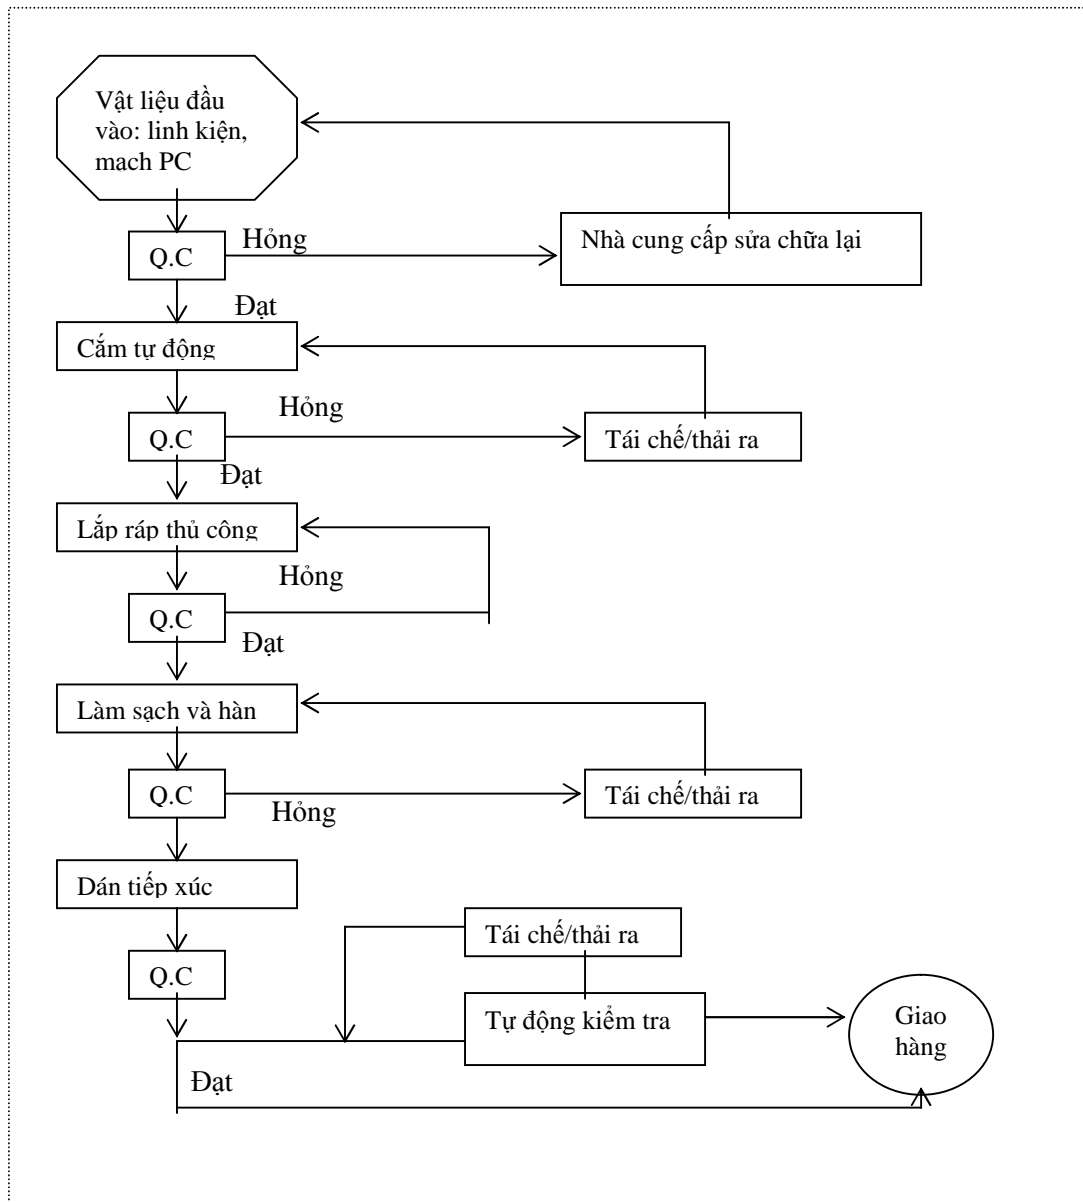 Vật liệu đầu
vào: linh kiện,
mach PC
Q.C
Hỏng
Nhà cung cấp sửa chữa lại
Đạt
Cắm tự động
Hỏng
Q.C
Tái chế/thải ra
Đạt
Lắp ráp thủ công
Hỏng
Q.C
Đạt
Làm sạch và hàn
Q.C
Tái chế/thải ra
Hỏng
Dán tiếp xúc
Tái chế/thải ra
Q.C
Tự động kiểm tra
Giao
hàng
Đạt